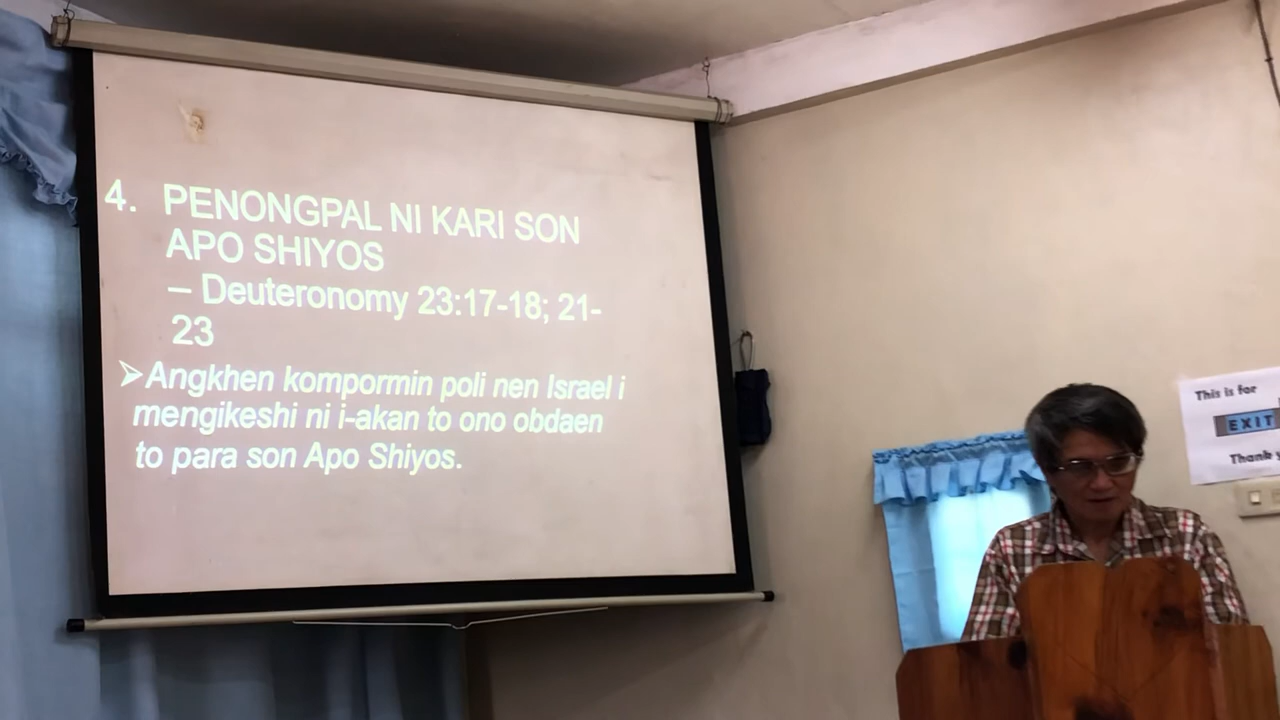 4. PENONGPAL NI KARI SON
APO SHIYOS
– Deuteronomy 23:17-18; 21-
23
➢Angkhen kompormin poli nen Israel i
mengikeshi ni i-akan to ono obdaen
to para son Apo Shiyos.
This is for
EXIT
Thank